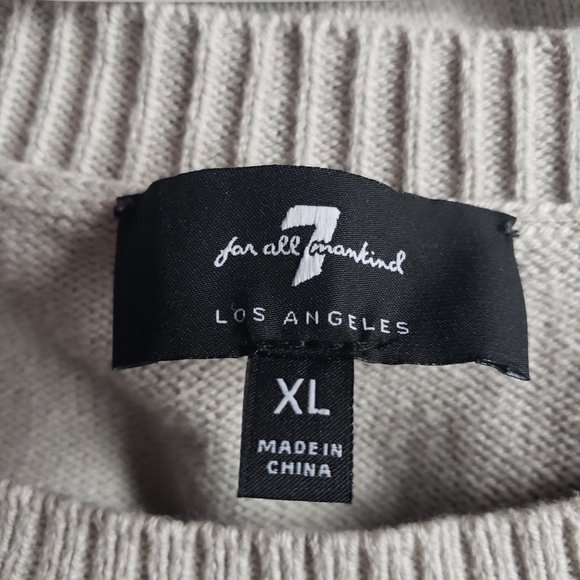 7
for all mankind
LOS ANGELES
XL
MADE IN
CHINA